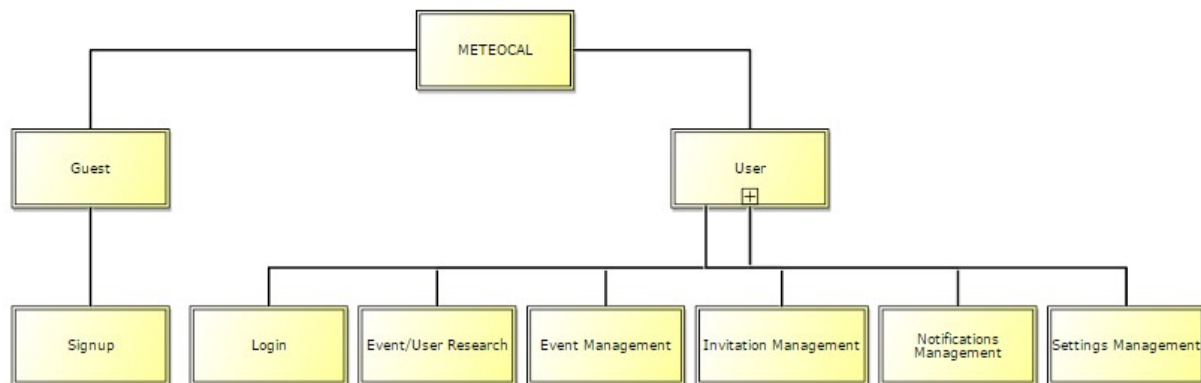 METEOCAL
Guest
User
Signup
Login
Event/User Research
Event Management
Invitation Management
Notifications
Management
Settings Management